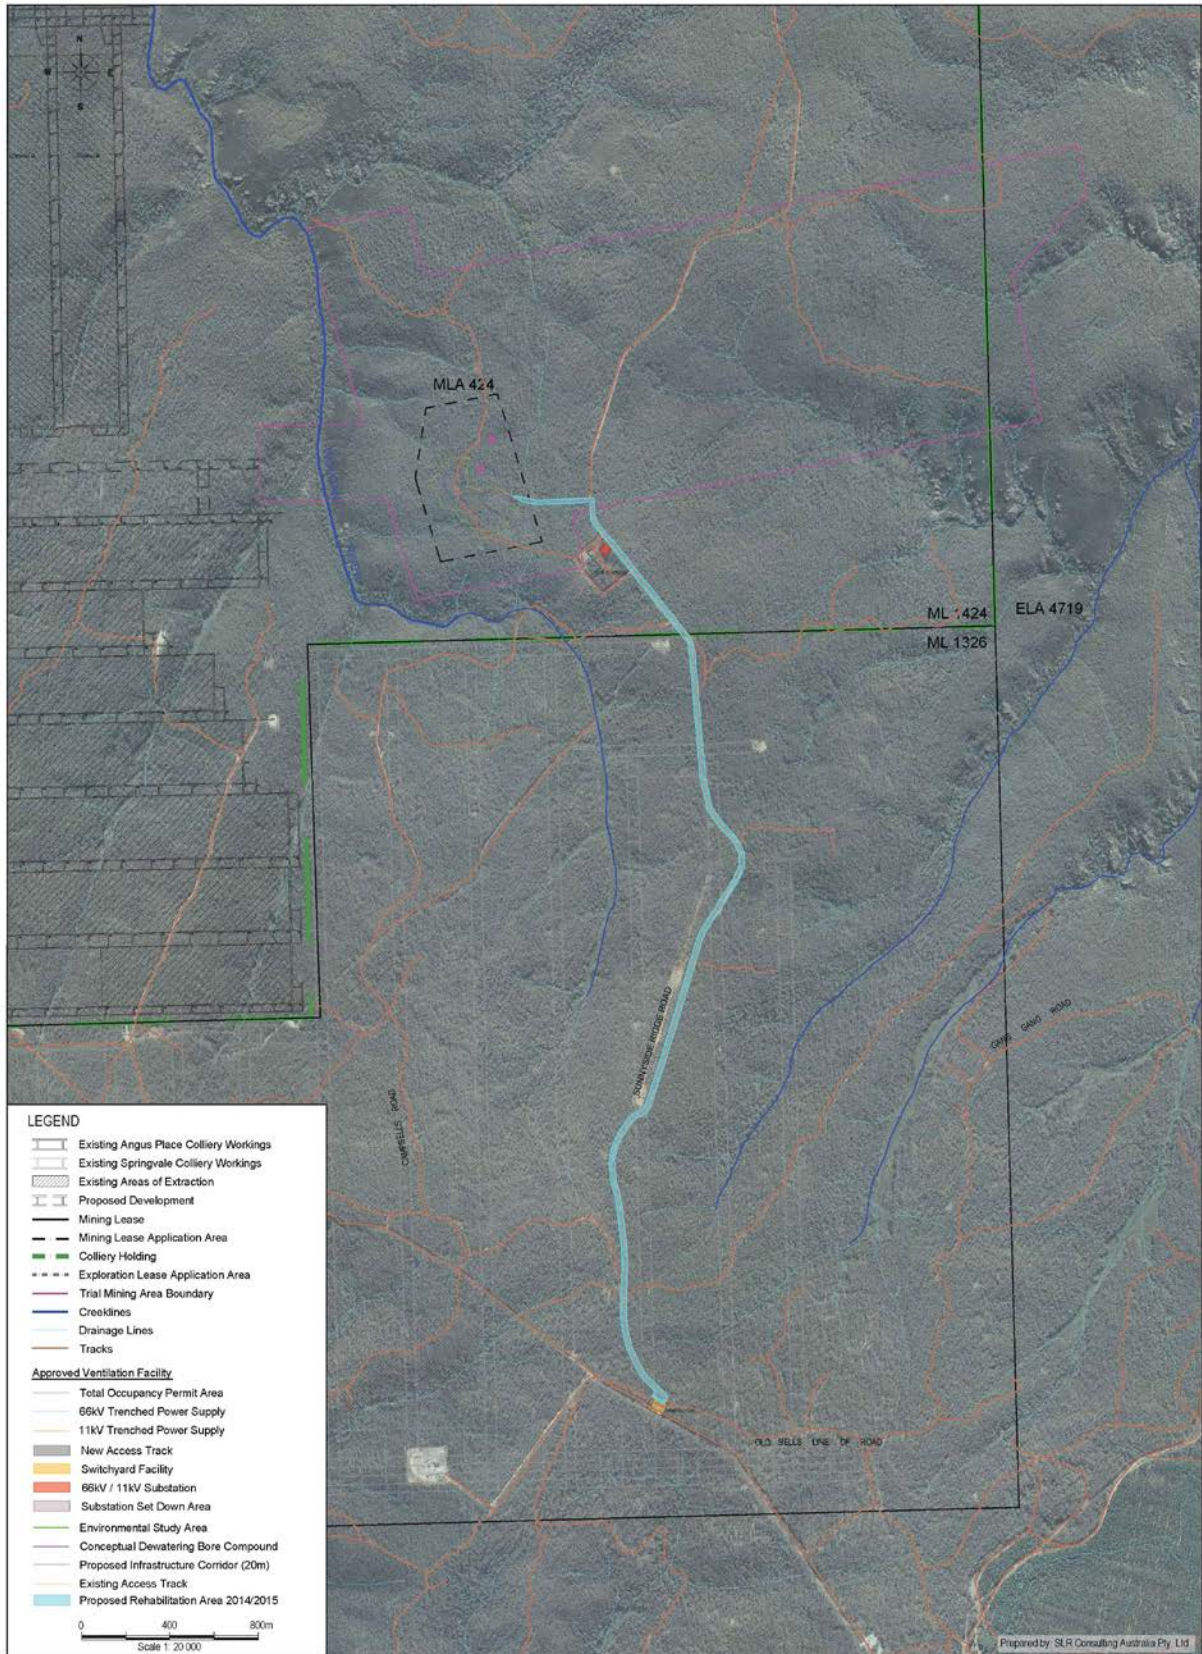 N
W
E
S
MLA 424
ML 1424
ELA 4719
ML 1326
SUNNYSIDE RIDGE ROAD
GANG GANG ROAD
OLD BELLS LINE OF ROAD
LEGEND
Existing Angus Place Colliery Workings
Existing Springvale Colliery Workings
Existing Areas of Extraction
Proposed Development
Mining Lease
Mining Lease Application Area
Colliery Holding
Exploration Lease Application Area
Trial Mining Area Boundary
Creeklines
Drainage Lines
Tracks
Approved Ventilation Facility
Total Occupancy Permit Area
66kV Trenched Power Supply
11kV Trenched Power Supply
New Access Track
Switchyard Facility
66kV / 11kV Substation
Substation Set Down Area
Environmental Study Area
Conceptual Dewatering Bore Compound
Proposed Infrastructure Corridor (20m)
Existing Access Track
Proposed Rehabilitation Area 2014/2015
0 400 800m
Scale 1: 20 000
Prepared by: SLR Consulting Australia Pty. Ltd